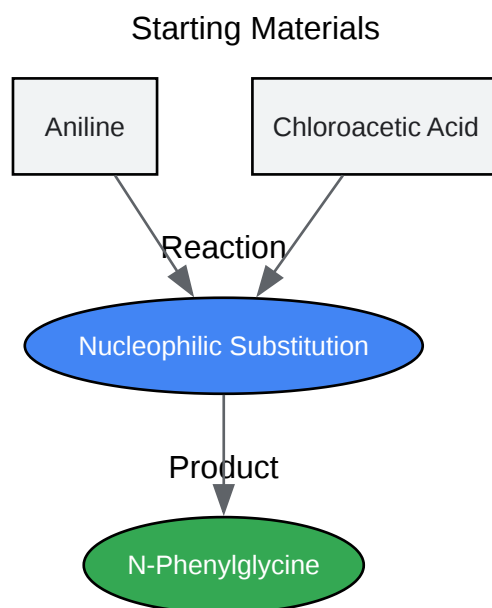 Starting Materials
Aniline
Chloroacetic Acid
Reaction
Nucleophilic Substitution
Product
N-Phenylglycine